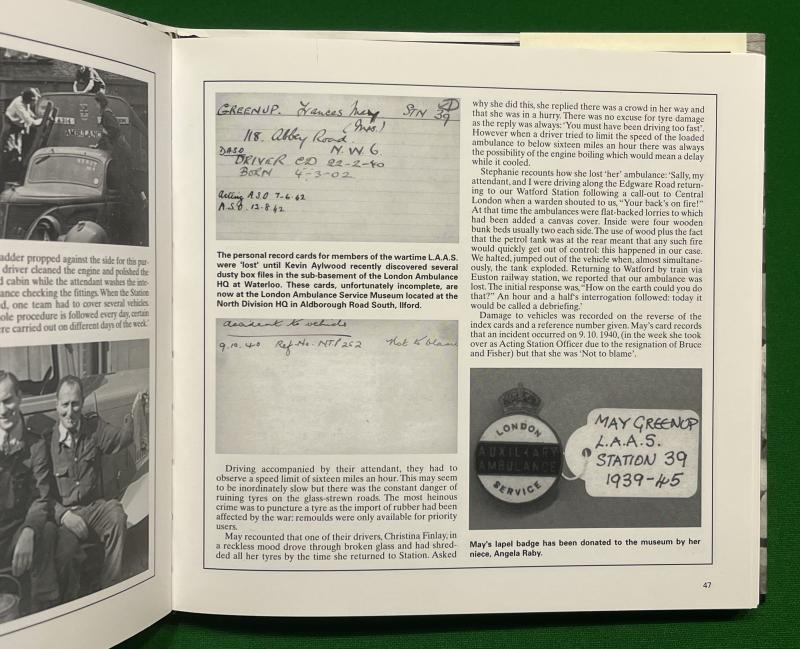 A314
AMBULANCE
adder propped against the side for this pur-
driver cleaned the engine and polished the
d cabin while the attendant washes the inte-
ance checking the fittings. When the Station
d, one team had to cover several vehicles.
ole procedure is followed every day, certain
re carried out on different days of the week.'
GREENUP. Frances Mary STN 39
(Mrs.)
118. Abbey Road.
N.W.6.
DASO
DRIVER CD 22-2-40
BORN 4-3-02
Acting A.S.O 7-6-42
A.S.O. 12-8-42
The personal record cards for members of the wartime L.A.A.S.
were 'lost' until Kevin Aylwood recently discovered several
dusty box files in the sub-basement of the London Ambulance
HQ at Waterloo. These cards, unfortunately incomplete, are
now at the London Ambulance Service Museum located at the
North Division HQ in Aldborough Road South, Ilford.
accident to vehicle
9.10.40 Ref No. NT/252 Not to blame
Driving accompanied by their attendant, they had to
observe a speed limit of sixteen miles an hour. This may seem
to be inordinately slow but there was the constant danger of
ruining tyres on the glass-strewn roads. The most heinous
crime was to puncture a tyre as the import of rubber had been
affected by the war: remoulds were only available for priority
users.
May recounted that one of their drivers, Christina Finlay, in
a reckless mood drove through broken glass and had shred-
ded all her tyres by the time she returned to Station. Asked
why she did this, she replied there was a crowd in her way and
that she was in a hurry. There was no excuse for tyre damage
as the reply was always: 'You must have been driving too fast'.
However when a driver tried to limit the speed of the loaded
ambulance to below sixteen miles an hour there was always
the possibility of the engine boiling which would mean a delay
while it cooled.
Stephanie recounts how she lost 'her' ambulance: 'Sally, my
attendant, and I were driving along the Edgware Road return-
ing to our Watford Station following a call-out to Central
London when a warden shouted to us, "Your back's on fire!"
At that time the ambulances were flat-backed lorries to which
had been added a canvas cover. Inside were four wooden
bunk beds usually two each side. The use of wood plus the fact
that the petrol tank was at the rear meant that any such fire
would quickly get out of control: this happened in our case.
We halted, jumped out of the vehicle when, almost simultane-
ously, the tank exploded. Returning to Watford by train via
Euston railway station, we reported that our ambulance was
lost. The initial response was, "How on the earth could you do
that?" An hour and a half's interrogation followed: today it
would be called a debriefing.'
Damage to vehicles was recorded on the reverse of the
index cards and a reference number given. May's card records
that an incident occurred on 9. 10. 1940, (in the week she took
over as Acting Station Officer due to the resignation of Bruce
and Fisher) but that she was 'Not to blame'.
LONDON
AUXILIARY
AMBULANCE
SERVICE
MAY GREENUP
L.A.A.S.
STATION 39
1939-45
May's lapel badge has been donated to the museum by her
niece, Angela Raby.
47